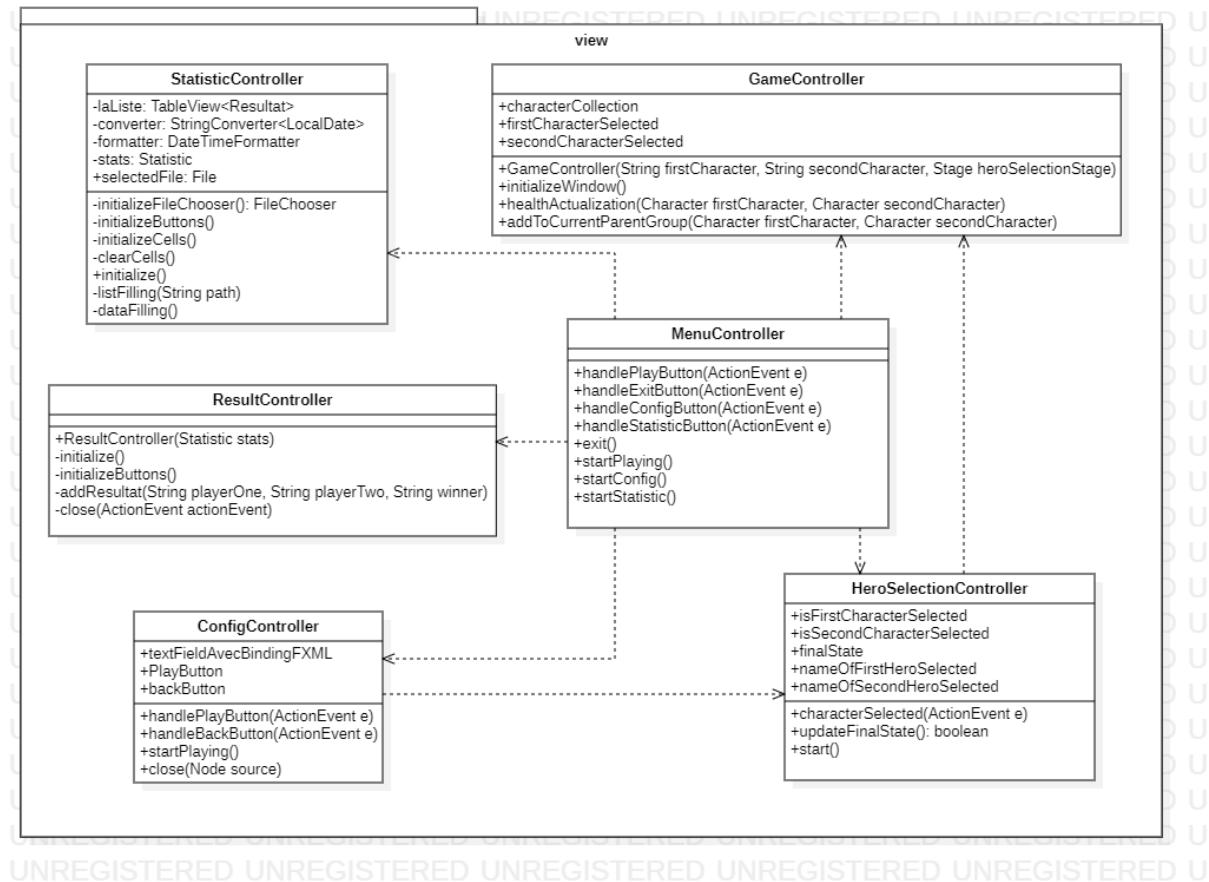 UNREGISTERED UNREGISTERED UNREGISTERED U
view
StatisticController
-laListe: TableView<Resultat>
-converter: StringConverter<LocalDate>
-formatter: DateTimeFormatter
-stats: Statistic
+selectedFile: File
-initializeFileChooser(): FileChooser
-initializeButtons()
-initializeCells()
-clearCells()
+initialize()
-listFilling(String path)
-dataFilling()
GameController
+characterCollection
+firstCharacterSelected
+secondCharacterSelected
+GameController(String firstCharacter, String secondCharacter, Stage heroSelectionStage)
+initializeWindow()
+healthActualization(Character firstCharacter, Character secondCharacter)
+addToCurrentParentGroup(Character firstCharacter, Character secondCharacter)
MenuController
+handlePlayButton(ActionEvent e)
+handleExitButton(ActionEvent e)
+handleConfigButton(ActionEvent e)
+handleStatisticButton(ActionEvent e)
+exit()
+startPlaying()
+startConfig()
+startStatistic()
ResultController
+ResultController(Statistic stats)
-initialize()
-initializeButtons()
-addResultat(String playerOne, String playerTwo, String winner)
-close(ActionEvent actionEvent)
HeroSelectionController
+isFirstCharacterSelected
+isSecondCharacterSelected
+finalState
+nameOfFirstHeroSelected
+nameOfSecondHeroSelected
+characterSelected(ActionEvent e)
+updateFinalState(): boolean
+start()
ConfigController
+textFieldAvecBindingFXML
+PlayButton
+backButton
+handlePlayButton(ActionEvent e)
+handleBackButton(ActionEvent e)
+startPlaying()
+close(Node source)
UNREGISTERED UNREGISTERED UNREGISTERED UNREGISTERED UNREGISTERED U